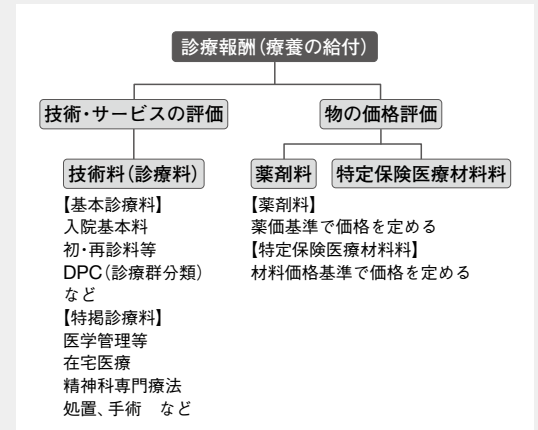 診療報酬(療養の給付)
技術・サービスの評価
物の価格評価
技術料(診療料)
薬剤料
特定保険医療材料料
【基本診療料】
入院基本料
初・再診料等
DPC(診療群分類)
など
【特掲診療料】
医学管理等
在宅医療
精神科専門療法
処置、手術　など
【薬剤料】
薬価基準で価格を定める
【特定保険医療材料料】
材料価格基準で価格を定める